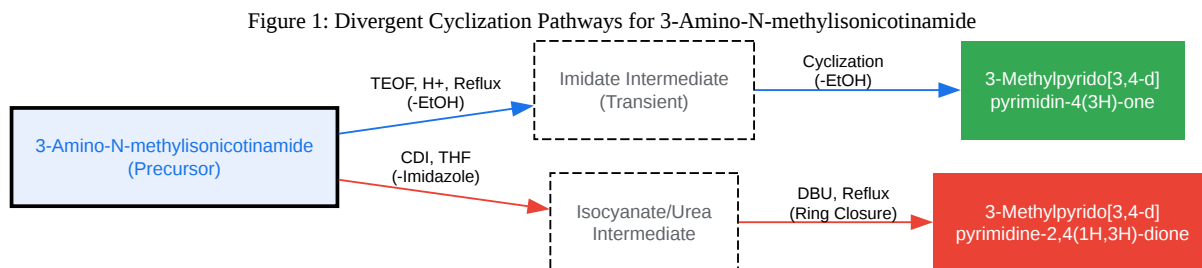 Figure 1: Divergent Cyclization Pathways for 3-Amino-N-methylisonicotinamide
3-Amino-N-methylisonicotinamide
(Precursor)
TEOF, H+, Reflux
(-EtOH)
Imidate Intermediate
(Transient)
Cyclization
(-EtOH)
3-Methylpyrido[3,4-d]
pyrimidin-4(3H)-one
CDI, THF
(-Imidazole)
Isocyanate/Urea
Intermediate
DBU, Reflux
(Ring Closure)
3-Methylpyrido[3,4-d]
pyrimidine-2,4(1H,3H)-dione